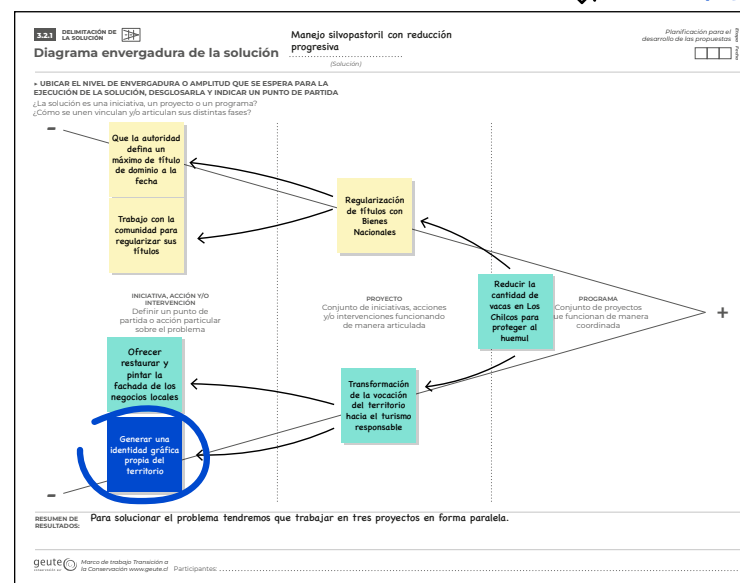 3.2.1 DELIMITACIÓN DE LA SOLUCIÓN
Diagrama envergadura de la solución
Manejo silvopastoril con reducción
progresiva
(Solución)
Planificación para el
desarrollo de las propuestas
• UBICAR EL NIVEL DE ENVERGADURA O AMPLITUD QUE SE ESPERA PARA LA
EJECUCIÓN DE LA SOLUCIÓN, DESGLOSARLA Y INDICAR UN PUNTO DE PARTIDA
¿La solución es una iniciativa, un proyecto o un programa?
¿Cómo se unen vinculan y/o articulan sus distintas fases?
–
Que la autoridad
defina un
máximo de título
de dominio a la
fecha
Trabajo con la
comunidad para
regularizar sus
títulos
Regularización
de títulos con
Bienes
Nacionales
Reducir la
cantidad de
vacas en Los
Chilcos para
proteger al
huemul
INICIATIVA, ACCIÓN Y/O
INTERVENCIÓN
Definir un punto de
partida o acción particular
sobre el problema
PROYECTO
Conjunto de iniciativas, acciones
y/o intervenciones funcionando
de manera articulada
PROGRAMA
Conjunto de proyectos
ue funcionan de manera
coordinada
+
Ofrecer
restaurar y
pintar la
fachada de los
negocios locales
Generar una
identidad gráfica
propia del
territorio
Transformación
de la vocación
del territorio
hacia el turismo
responsable
–
RESUMEN DE
RESULTADOS:
Para solucionar el problema tendremos que trabajar en tres proyectos en forma paralela.
geute
Marco de trabajo Transición a
la Conservación www.geute.cl
Participantes: